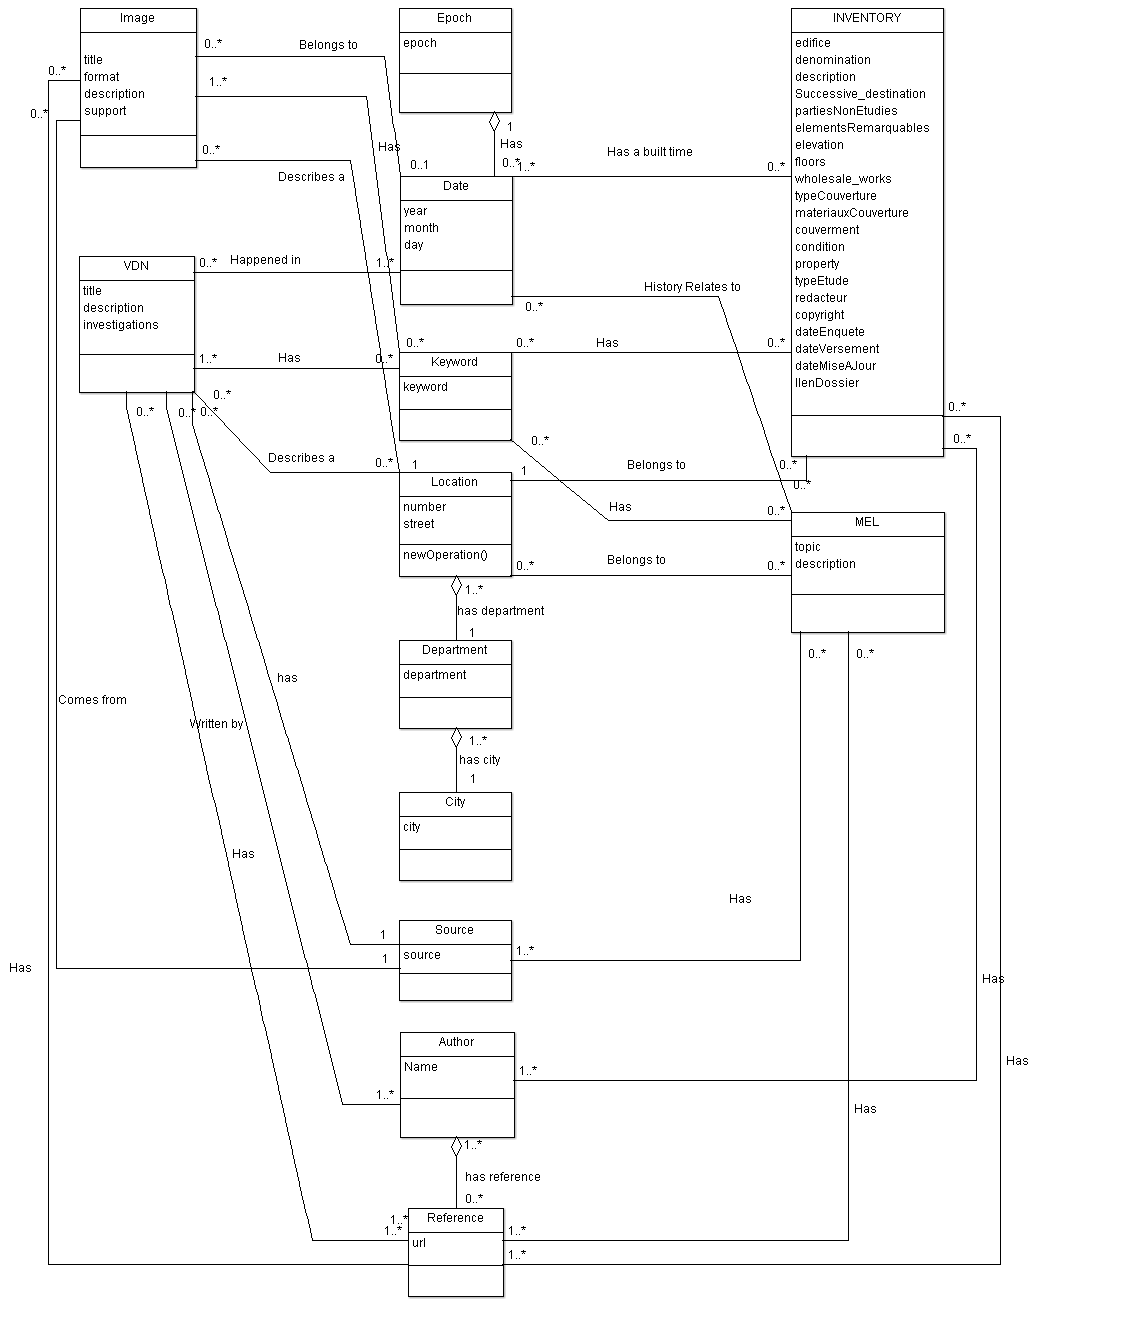 Image
Epoch
INVENTORY
0..*
Belongs to
epoch
edifice
denomination
title
0..*
format
description
1..*
description
Successive_destination
0..*
support
partiesNonEtudies
1
elementsRemarquables
Has
Has
elevation
0..*
Has a built time
0..*
1..*
0..1
0..*
floors
Describes a
Date
wholesale_works
typeCouverture
year
materiauxCouverture
month
couverment
day
condition
VDN
0..*
Happened in
1..*
property
typeEtude
title
History Relates to
redacteur
description
0..*
copyright
investigations
dateEnquete
0..*
0..*
Has
0..*
dateVersement
1..*
Has
0..*
Keyword
dateMiseAJour
keyword
IlenDossier
0..*
0..*
0..*
0..*
0..*
0..*
0..*
Describes a
0..*
1
1
Belongs to
0..*
0..*
Location
number
Has
0..*
street
MEL
newOperation()
topic
0..*
Belongs to
0..*
description
1..*
has department
1
Department
0..*
0..*
department
has
Comes from
Written by
1..*
has city
1
City
city
Has
Has
Source
1
source
1..*
1
Has
Has
Author
Name
1..*
Has
1..*
Has
1..*
has reference
0..*
1..*
Reference
1..*
1..*
url
1..*